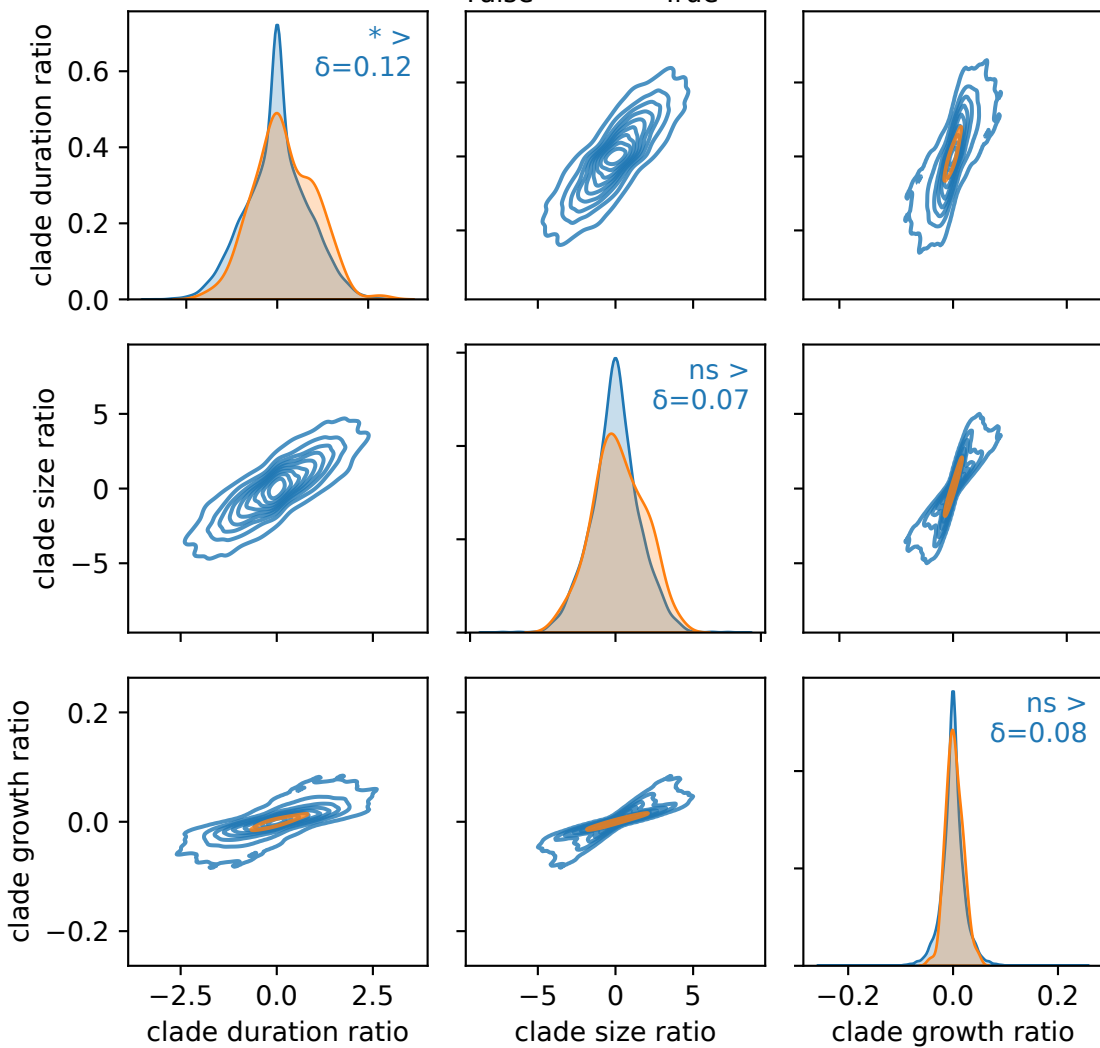 clade duration ratio
0.6
0.4
0.2
0.0
* >
δ=0.12
clade size ratio
5
0
−5
ns >
δ=0.07
clade growth ratio
0.2
0.0
−0.2
ns >
δ=0.08
−2.5 0.0 2.5
−5 0 5
−0.2 0.0 0.2
clade duration ratio
clade size ratio
clade growth ratio